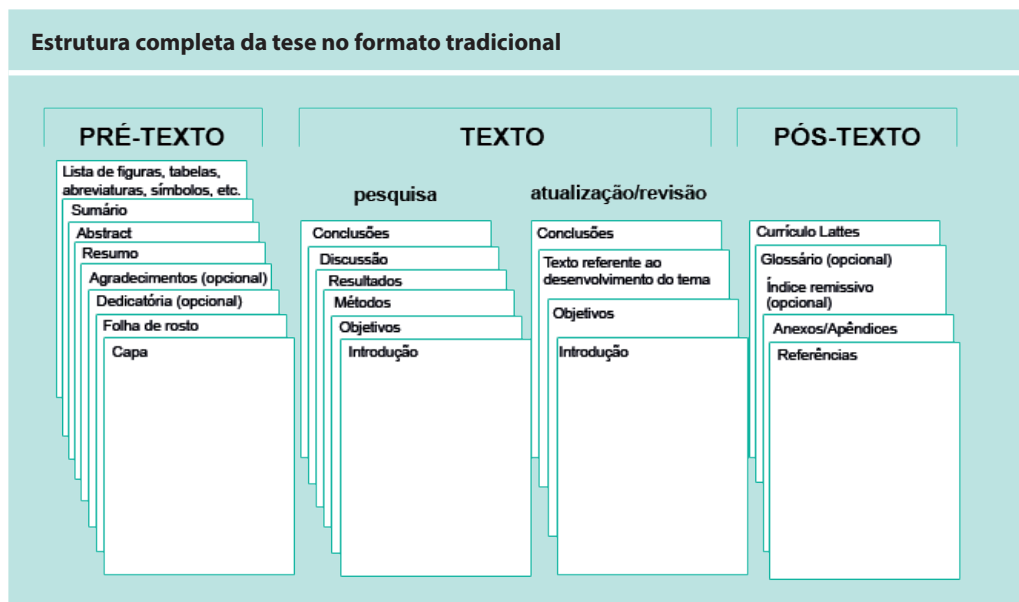 Estrutura completa da tese no formato tradicional
PRÉ-TEXTO
Lista de figuras, tabelas,
abreviaturas, símbolos, etc.
Sumário
Abstract
Resumo
Agradecimentos (opcional)
Dedicatória (opcional)
Folha de rosto
Capa
TEXTO
pesquisa
Conclusões
Discussão
Resultados
Métodos
Objetivos
Introdução
atualização/revisão
Conclusões
Texto referente ao
desenvolvimento do tema
Objetivos
Introdução
PÓS-TEXTO
Currículo Lattes
Glossário (opcional)
Índice remissivo
(opcional)
Anexos/Apêndices
Referências